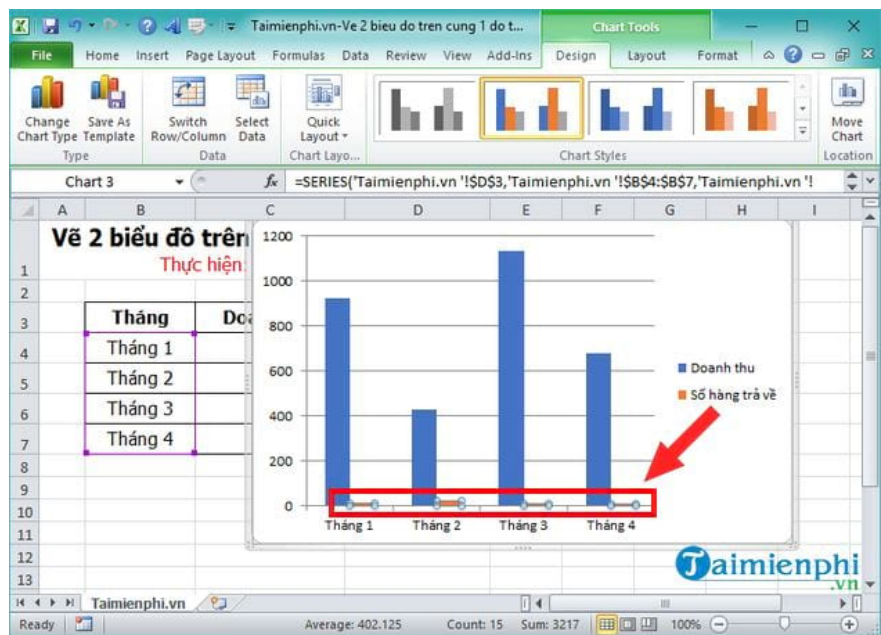 Taimienphi.vn-Ve 2 bieu do tren cung 1 do t...
Chart Tools
File Home Insert Page Layout Formulas Data Review View Add-Ins Design Layout Format
Change Chart Type
Save As Template
Switch Row/Column
Select Data
Quick Layout
Move Chart
Type
Data
Chart Layo...
Chart Styles
Location
Chart 3
fx
=SERIES('Taimienphi.vn '!$D$3,'Taimienphi.vn '!$B$4:$B$7,'Taimienphi.vn '!
A B C D E F G H I
1
Vẽ 2 biểu đồ trên
Thực hiện:
2
3 Tháng
4 Tháng 1
5 Tháng 2
6 Tháng 3
7 Tháng 4
8
9
10
11
12
13
1200
1000
800
600
400
200
0
Tháng 1 Tháng 2 Tháng 3 Tháng 4
Doanh thu
Số hàng trả về
Taimienphi
.vn
Taimienphi.vn
Ready
Average: 402.125 Count: 15 Sum: 3217
100%